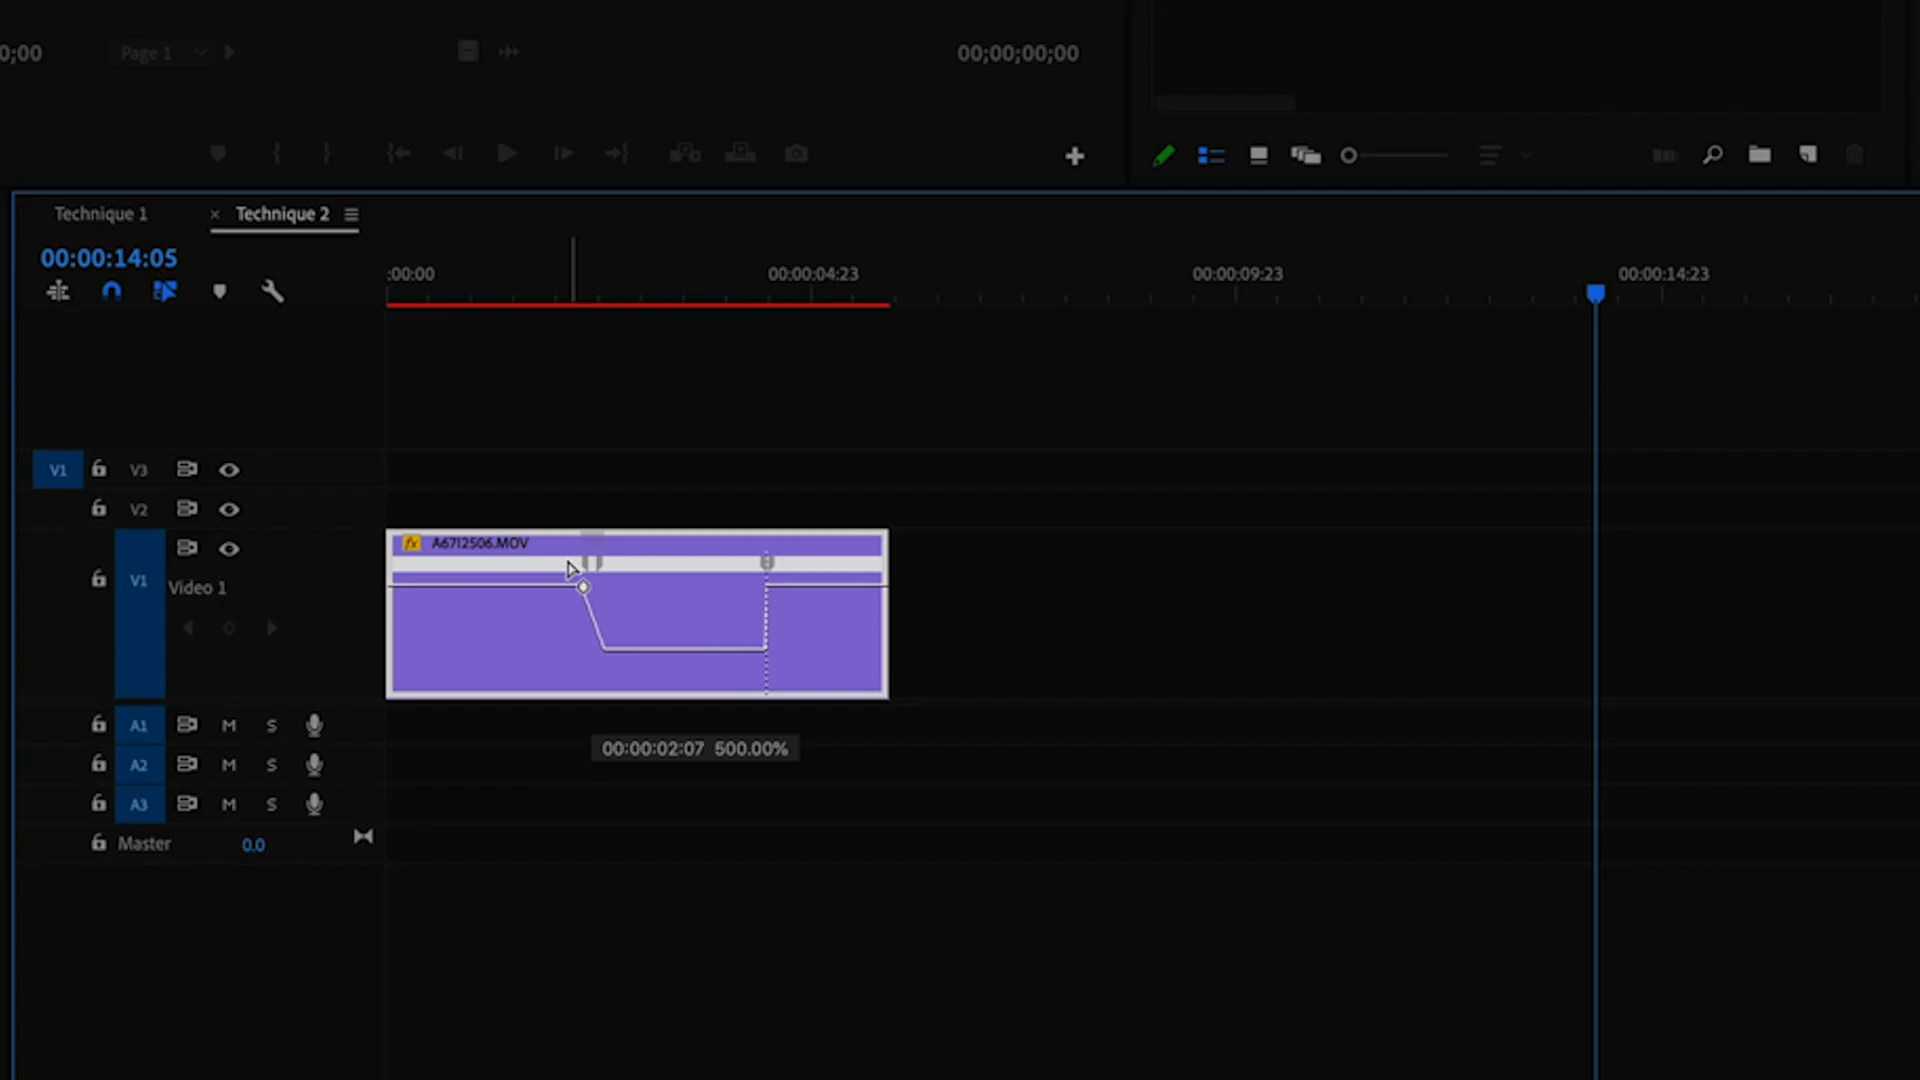 0;00
Page 1
00;00;00;00
Technique 1
× Technique 2
00:00:14:05
:00:00
00:00:04:23
00:00:09:23
00:00:14:23
V1 V3
V2
fx A6712506.MOV
V1
Video 1
A1 M S
00:00:02:07 500.00%
A2 M S
A3 M S
Master 0.0